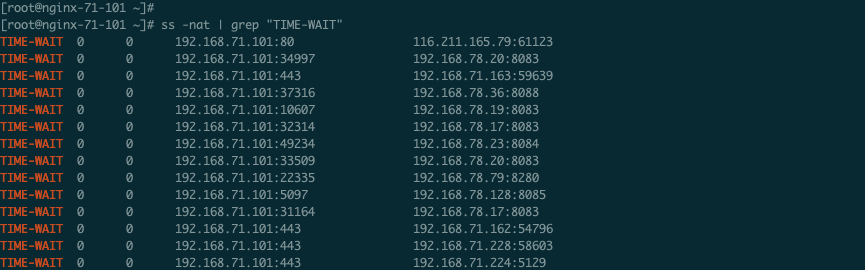 [root@nginx-71-101 ~]#
[root@nginx-71-101 ~]# ss -nat | grep "TIME-WAIT"
TIME-WAIT  0      0      192.168.71.101:80                 116.211.165.79:61123
TIME-WAIT  0      0      192.168.71.101:34997              192.168.78.20:8083
TIME-WAIT  0      0      192.168.71.101:443                192.168.71.163:59639
TIME-WAIT  0      0      192.168.71.101:37316              192.168.78.36:8088
TIME-WAIT  0      0      192.168.71.101:10607              192.168.78.19:8083
TIME-WAIT  0      0      192.168.71.101:32314              192.168.78.17:8083
TIME-WAIT  0      0      192.168.71.101:49234              192.168.78.23:8084
TIME-WAIT  0      0      192.168.71.101:33509              192.168.78.20:8083
TIME-WAIT  0      0      192.168.71.101:22335              192.168.78.79:8280
TIME-WAIT  0      0      192.168.71.101:5097               192.168.78.128:8085
TIME-WAIT  0      0      192.168.71.101:31164              192.168.78.17:8083
TIME-WAIT  0      0      192.168.71.101:443                192.168.71.162:54796
TIME-WAIT  0      0      192.168.71.101:443                192.168.71.228:58603
TIME-WAIT  0      0      192.168.71.101:443                192.168.71.224:5129